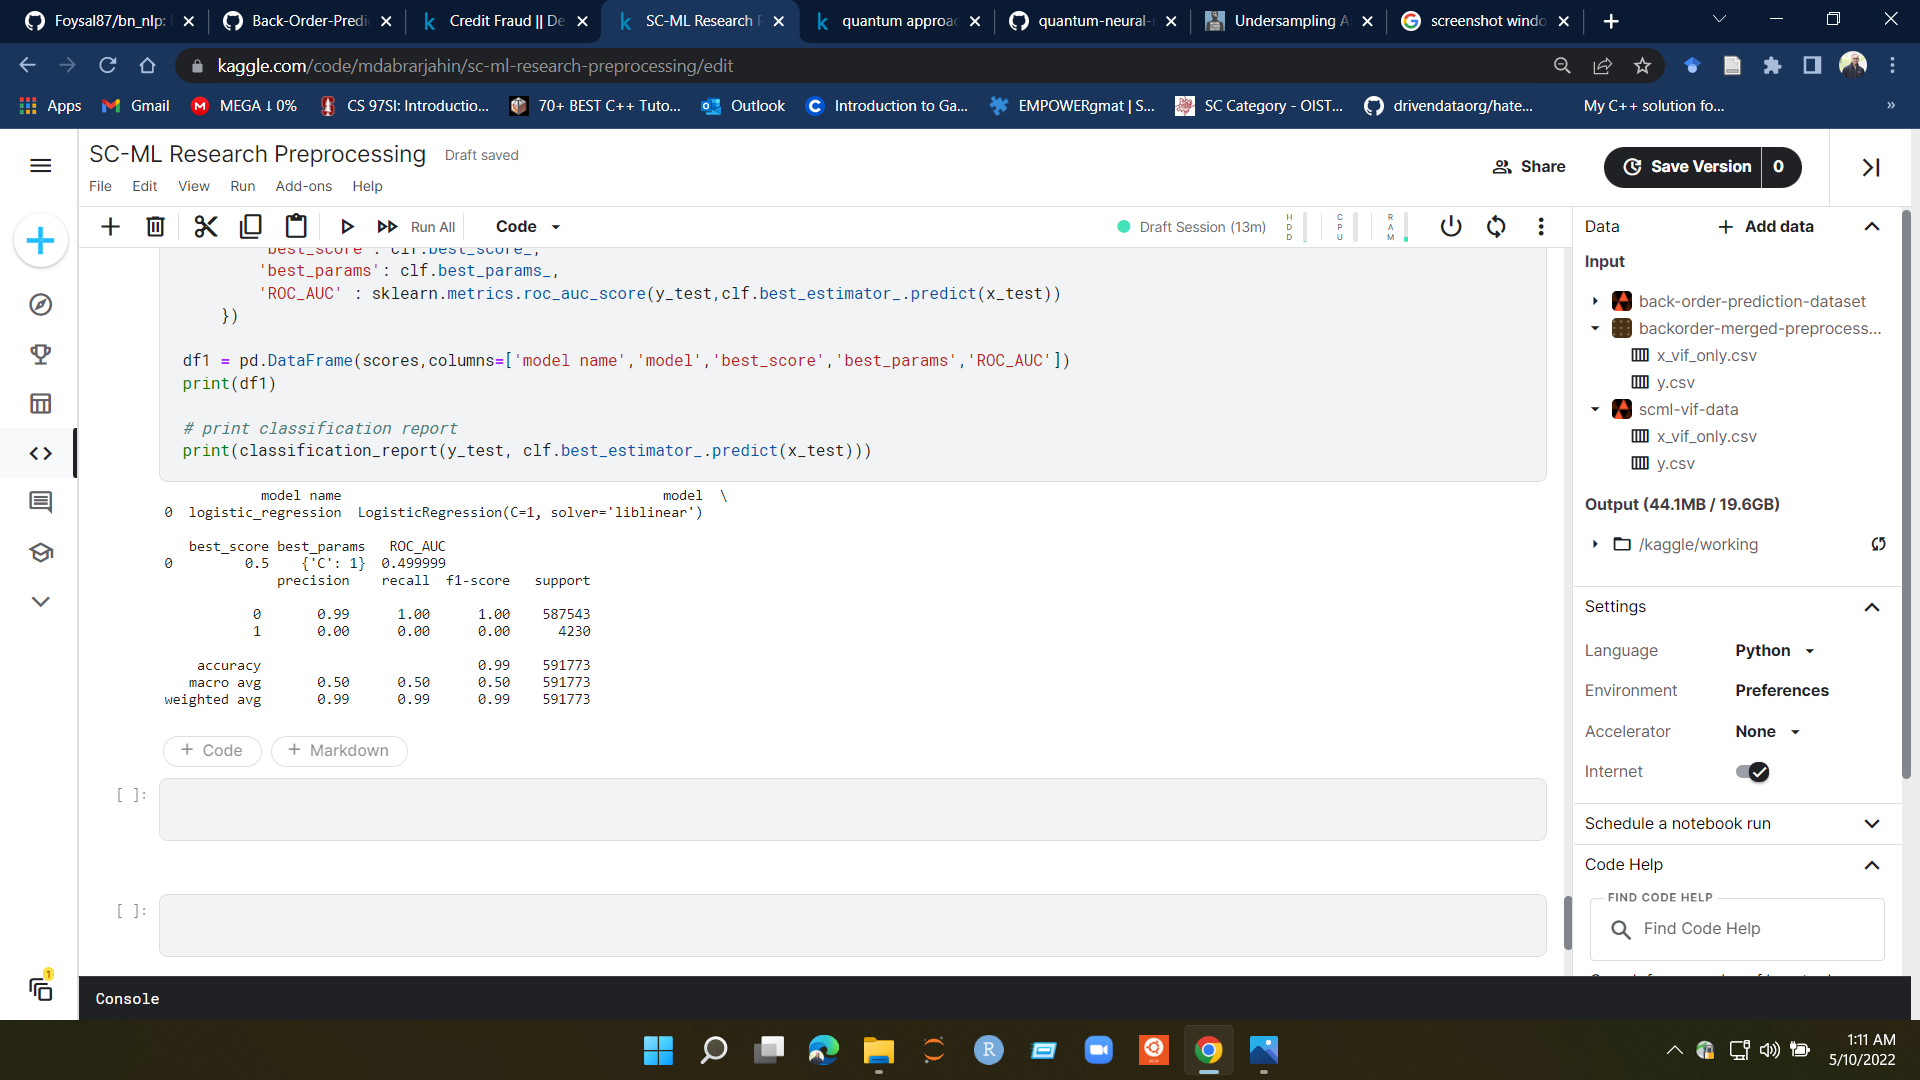 Foysal87/bn_nlp:
Back-Order-Predi
Credit Fraud || De
SC-ML Research P
quantum approac
quantum-neural-
Undersampling A
screenshot windo
kaggle.com/code/mdabrarjahin/sc-ml-research-preprocessing/edit
Apps
Gmail
MEGA ↓ 0%
CS 97SI: Introductio...
70+ BEST C++ Tuto...
Outlook
Introduction to Ga...
EMPOWERgmat | S...
SC Category - OIST...
drivendataorg/hate...
My C++ solution fo...
»
SC-ML Research Preprocessing
Draft saved
File Edit View Run Add-ons Help
Share
Save Version 0
Run All
Code
Draft Session (13m)
HDD
CPU
RAM
'best_score': clf.best_score_,
'best_params': clf.best_params_,
'ROC_AUC' : sklearn.metrics.roc_auc_score(y_test,clf.best_estimator_.predict(x_test))
})
df1 = pd.DataFrame(scores,columns=['model name','model','best_score','best_params','ROC_AUC'])
print(df1)
# print classification report
print(classification_report(y_test, clf.best_estimator_.predict(x_test)))
model name model \
0 logistic_regression LogisticRegression(C=1, solver='liblinear')
best_score best_params ROC_AUC
0 0.5 {'C': 1} 0.499999
precision recall f1-score support
0 0.99 1.00 1.00 587543
1 0.00 0.00 0.00 4230
accuracy 0.99 591773
macro avg 0.50 0.50 0.50 591773
weighted avg 0.99 0.99 0.99 591773
+ Code
+ Markdown
[ ]:
[ ]:
Console
Data
+ Add data
Input
back-order-prediction-dataset
backorder-merged-preprocess...
x_vif_only.csv
y.csv
scml-vif-data
x_vif_only.csv
y.csv
Output (44.1MB / 19.6GB)
/kaggle/working
Settings
Language Python
Environment Preferences
Accelerator None
Internet
Schedule a notebook run
Code Help
FIND CODE HELP
Find Code Help
1
R
1:11 AM
5/10/2022